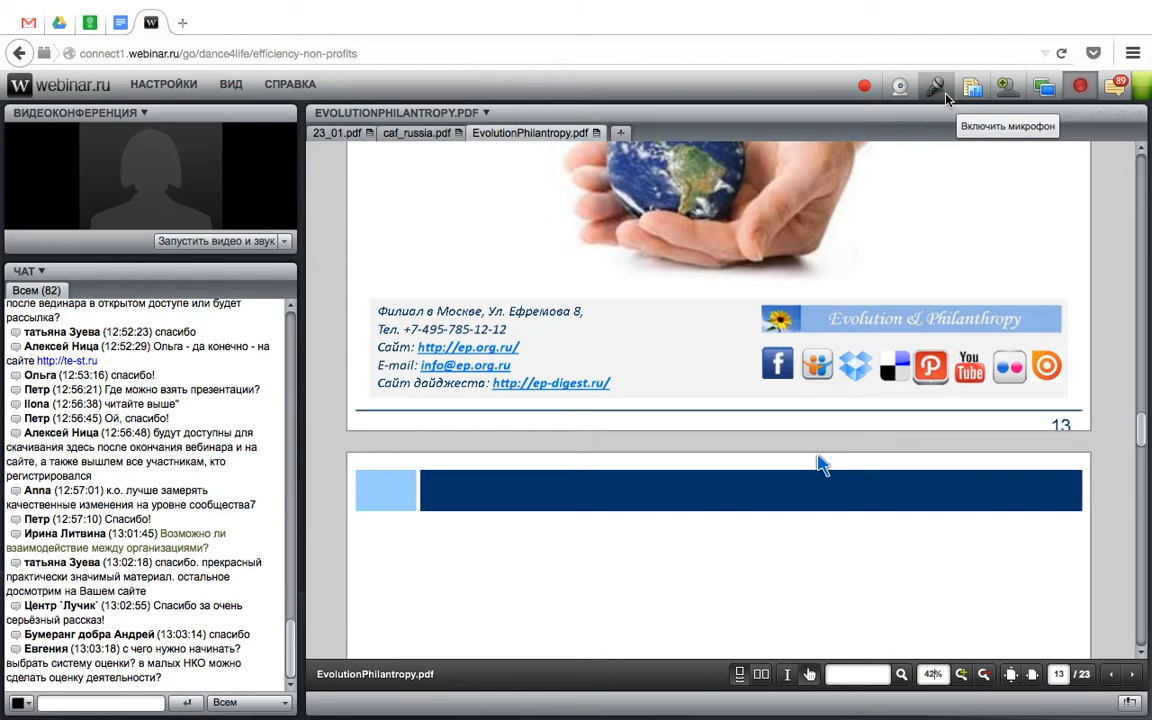 connect1.webinar.ru/go/dance4life/efficiency-non-profits
W webinar.ru НАСТРОЙКИ ВИД СПРАВКА
89
Включить микрофон
ВИДЕОКОНФЕРЕНЦИЯ
Запустить видео и звук
ЧАТ
Всем (82)
после вединара в открытом доступе или будет
рассылка?
татьяна Зуева (12:52:23) спасибо
Алексей Ница (12:52:29) Ольга - да конечно - на
сайте http://te-st.ru
Ольга (12:53:16) спасибо!
Петр (12:56:21) Где можно взять презентации?
Ilona (12:56:38) читайте выше"
Петр (12:56:45) Ой, спасибо!
Алексей Ница (12:56:48) будут доступны для
скачивания здесь после окончания вебинара и на
сайте, а также вышлем все участникам, кто
регистрировался
Anna (12:57:01) к.о. лучше замерять
качественные изменения на уровне сообщества7
Петр (12:57:10) Спасибо!
Ирина Литвина (13:01:45) Возможно ли
взаимодействие между организациями?
татьяна Зуева (13:02:18) спасибо. прекрасный
практически значимый материал. остальное
досмотрим на Вашем сайте
Центр `Лучик` (13:02:55) Спасибо за очень
серьёзный рассказ!
Бумеранг добра Андрей (13:03:14) спасибо
Евгения (13:03:18) с чего нужно начинать?
выбрать систему оценки? в малых НКО можно
сделать оценку деятельности?
Всем
EVOLUTIONPHILANTROPY.PDF
23_01.pdf caf_russia.pdf EvolutionPhilantropy.pdf
Филиал в Москве, Ул. Ефремова 8,
Тел. +7-495-785-12-12
Сайт: http://ep.org.ru/
E-mail: info@ep.org.ru
Сайт дайджеста: http://ep-digest.ru/
Evolution & Philanthropy
You
Tube
13
EvolutionPhilantropy.pdf
42%
13 / 23